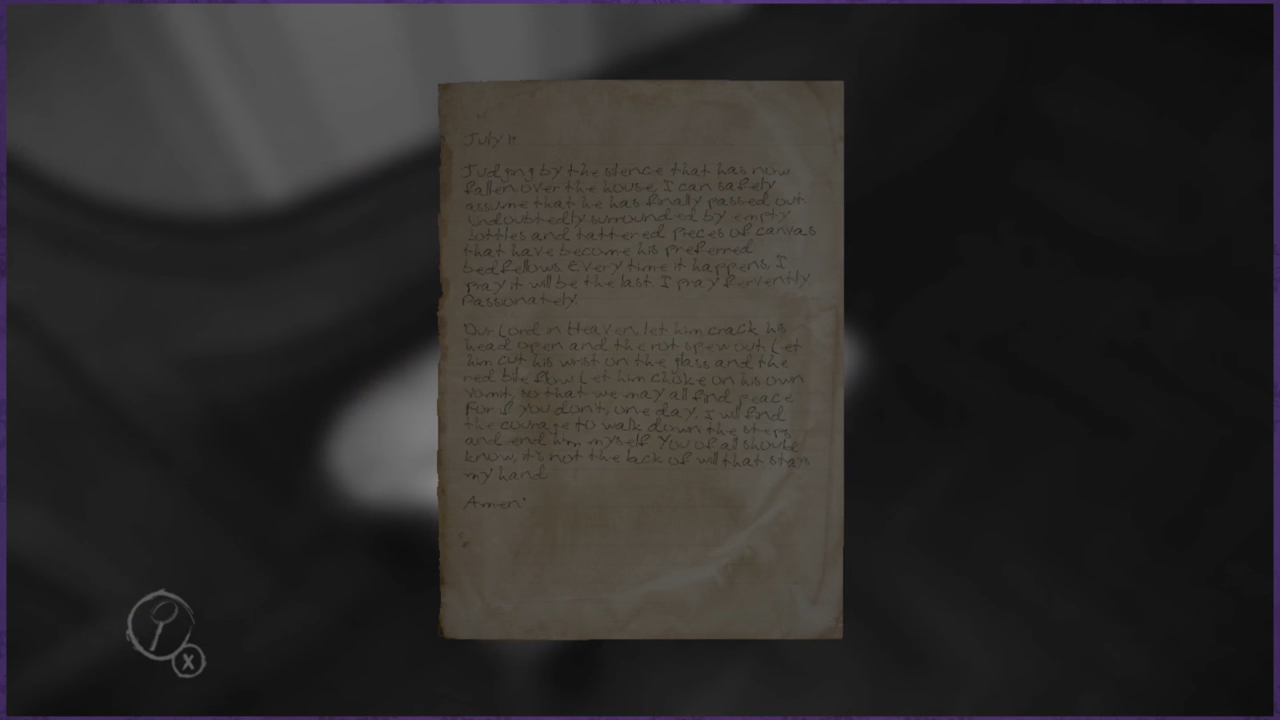 July 1st
Judging by the silence that has now
fallen over the house I can safely
assume that he has finally passed out.
Undoubtedly surrounded by empty
bottles and tattered pieces of canvas
that have become his preferred
bedfellows. Every time it happens, I
pray it will be the last. I pray fervently
Passionately.
Our Lord in Heaven, let him crack his
head open and the rot spew out. Let
him cut his wrist on the glass and the
red bile flow. Let him choke on his own
vomit, so that we may all find peace
For if you don't, one day, I will find
the courage to walk down the steps
and end him myself. You of all should
know, it's not the lack of will that stays
my hand
Amen.
X